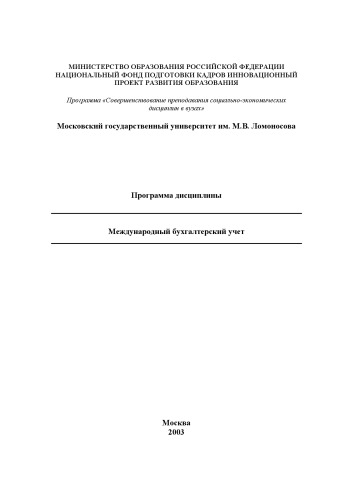 МИНИСТЕРСТВО ОБРАЗОВАНИЯ РОССИЙСКОЙ ФЕДЕРАЦИИ
НАЦИОНАЛЬНЫЙ ФОНД ПОДГОТОВКИ КАДРОВ ИННОВАЦИОННЫЙ
ПРОЕКТ РАЗВИТИЯ ОБРАЗОВАНИЯ
Программа «Совершенствование преподавания социально-экономических
дисциплин в вузах»
Московский государственный университет им. М.В. Ломоносова
Программа дисциплины
Международный бухгалтерский учет
Москва
2003